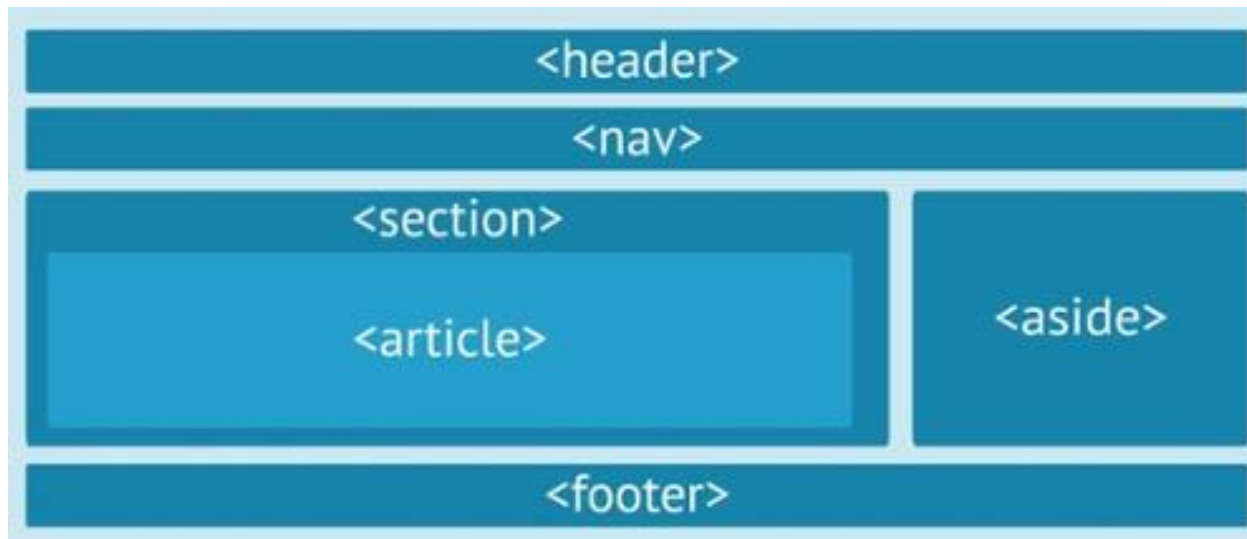 <header>
<nav>
<section>
<article>
<aside>
<footer>